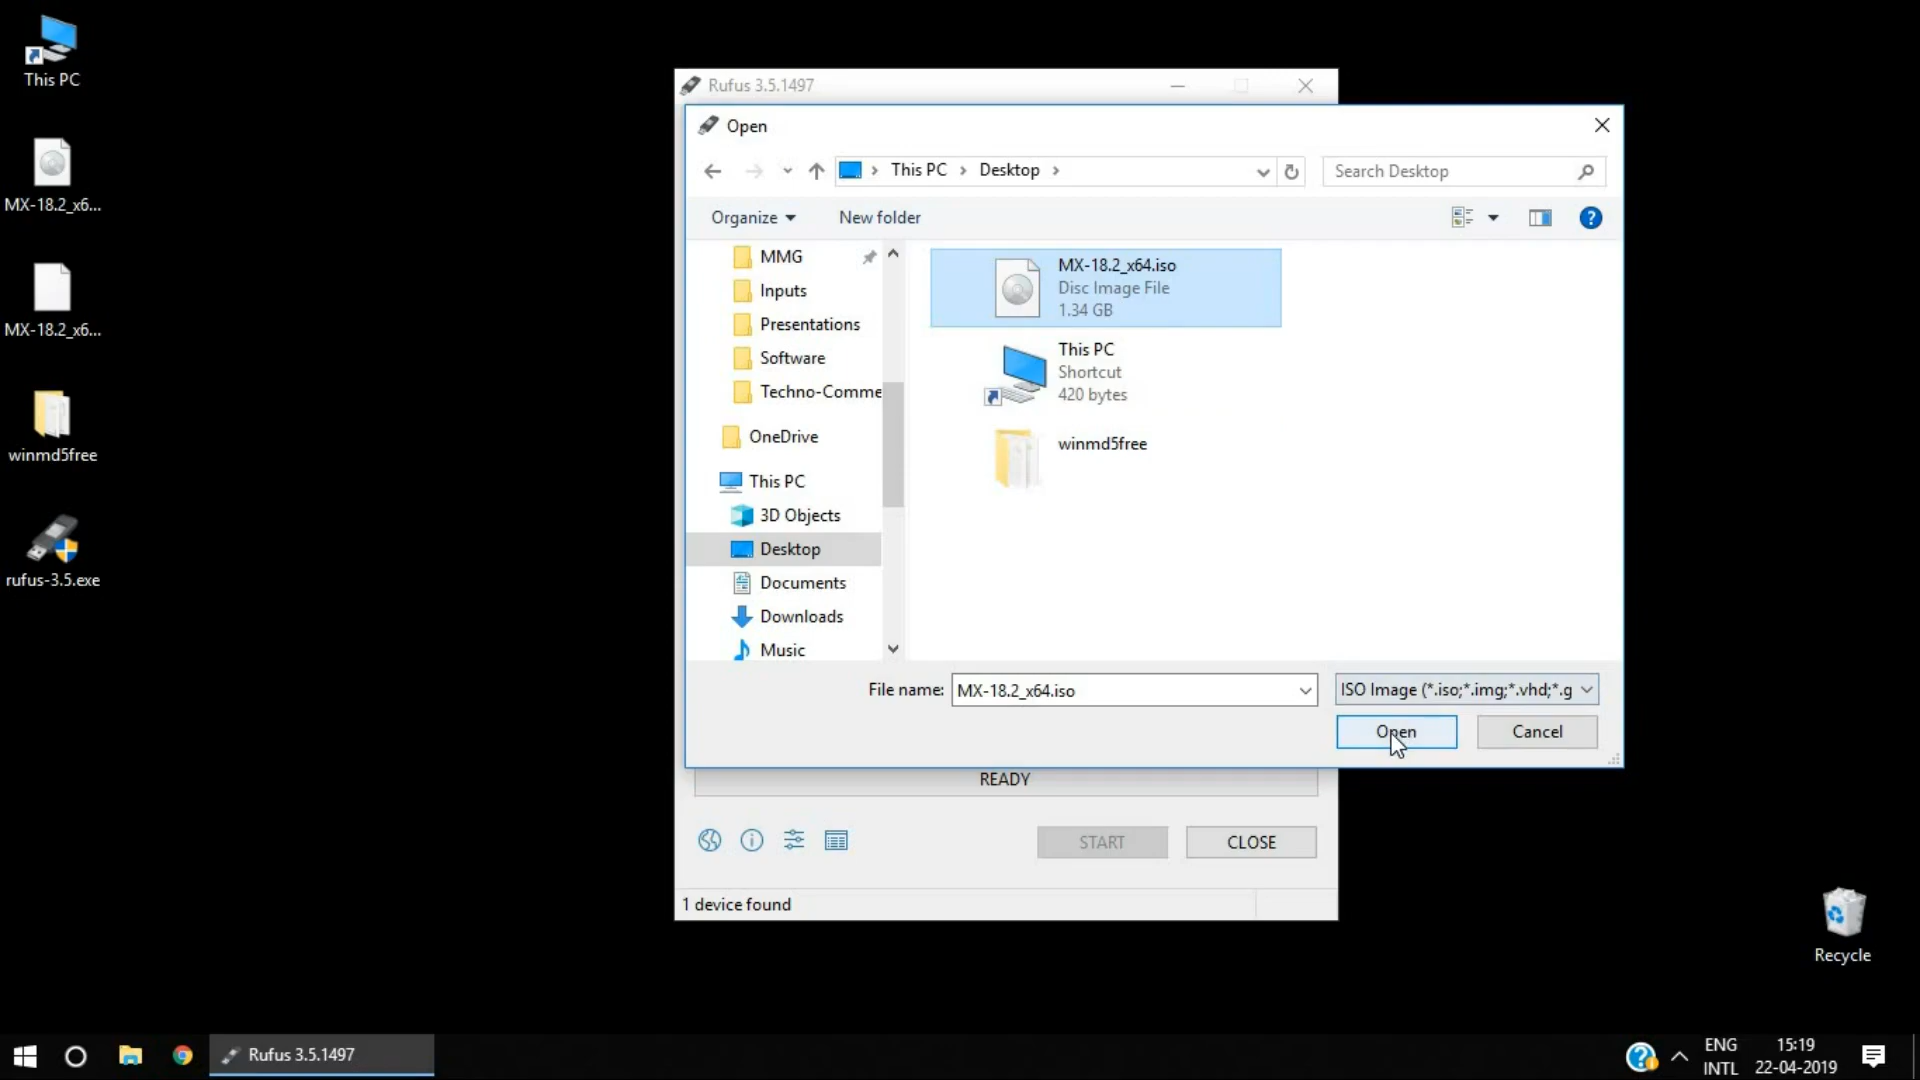 This PC
MX-18.2_x6...
MX-18.2_x6...
winmd5free
rufus-3.5.exe
Rufus 3.5.1497
Open
This PC
Desktop
Search Desktop
Organize
New folder
MMG
Inputs
Presentations
Software
Techno-Comme
OneDrive
This PC
3D Objects
Desktop
Documents
Downloads
Music
MX-18.2_x64.iso
Disc Image File
1.34 GB
This PC
Shortcut
420 bytes
winmd5free
File name:
MX-18.2_x64.iso
ISO Image (*.iso;*.img;*.vhd;*.g
Open
Cancel
READY
START
CLOSE
1 device found
Recycle
Rufus 3.5.1497
ENG
INTL
15:19
22-04-2019